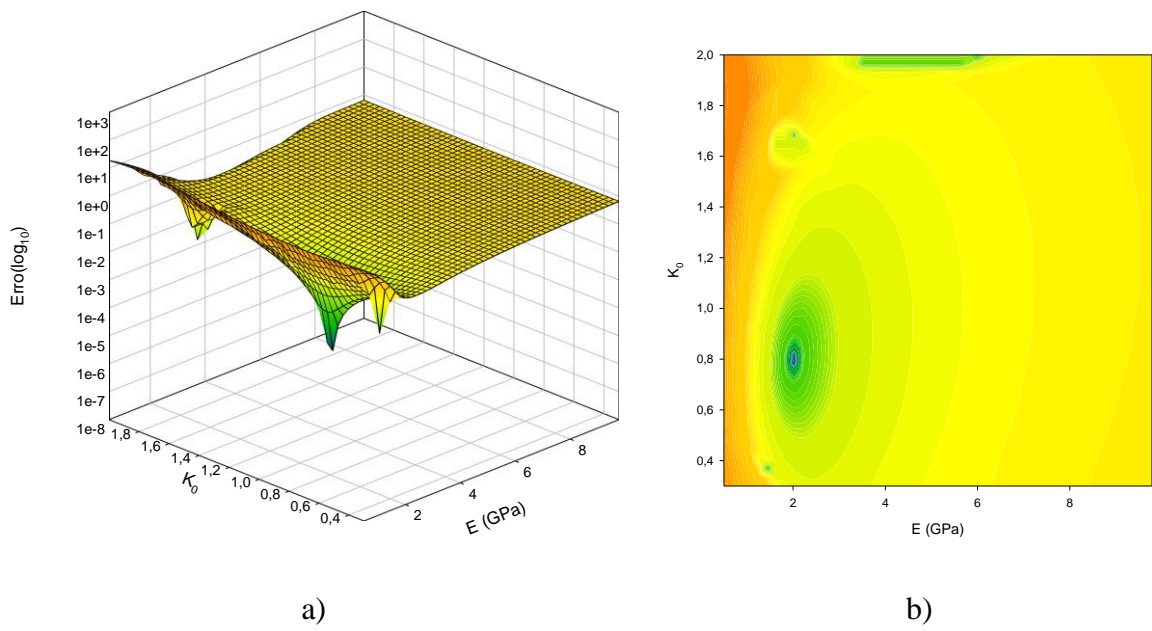 1e+3
1e+2
1e+1
1e+0
1e-1
1e-2
1e-3
1e-4
1e-5
1e-6
1e-7
1e-8
Erro(log10)
1,8
1,6
1,4
1,2
1,0
0,8
0,6
0,4
K0
2
4
6
8
E (GPa)
a)
2,0
1,8
1,6
1,4
1,2
1,0
0,8
0,6
0,4
K0
2
4
6
8
E (GPa)
b)